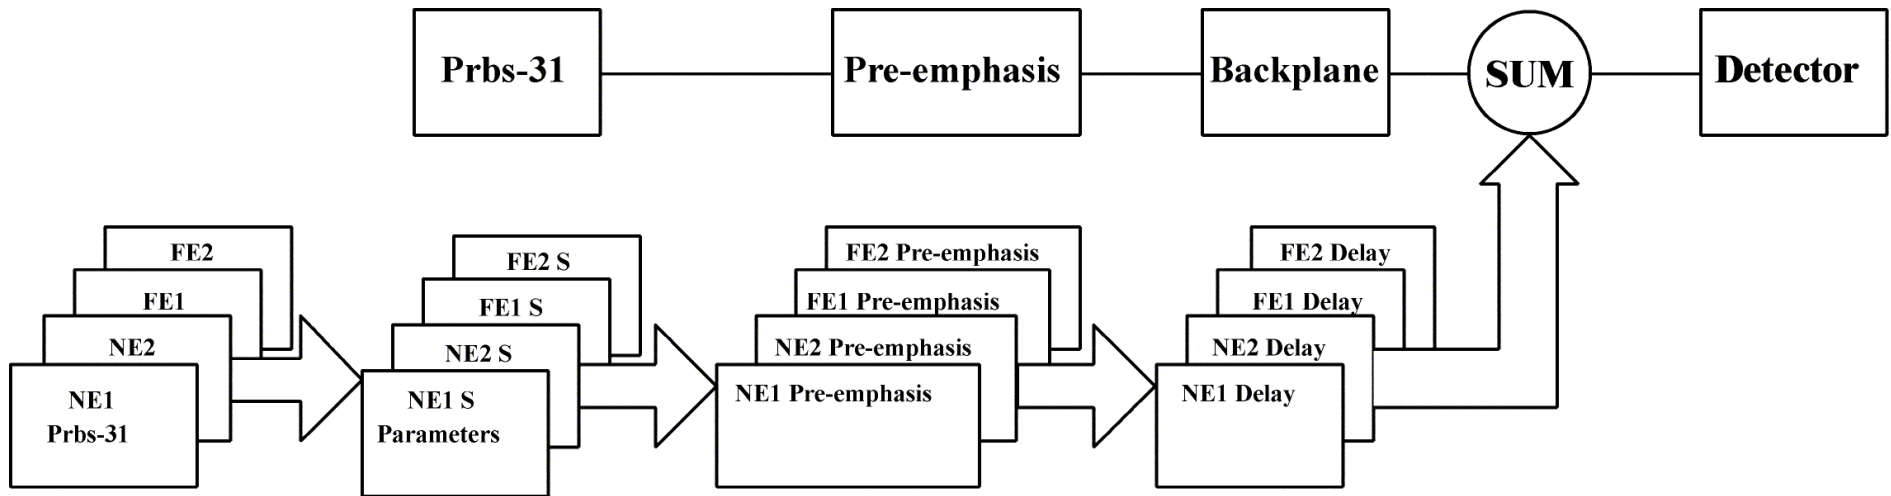 Prbs-31
Pre-emphasis
Backplane
SUM
Detector
FE2
FE1
NE2
NE1
Prbs-31
FE2 S
FE1 S
NE2 S
NE1 S
Parameters
FE2 Pre-emphasis
FE1 Pre-emphasis
NE2 Pre-emphasis
NE1 Pre-emphasis
FE2 Delay
FE1 Delay
NE2 Delay
NE1 Delay